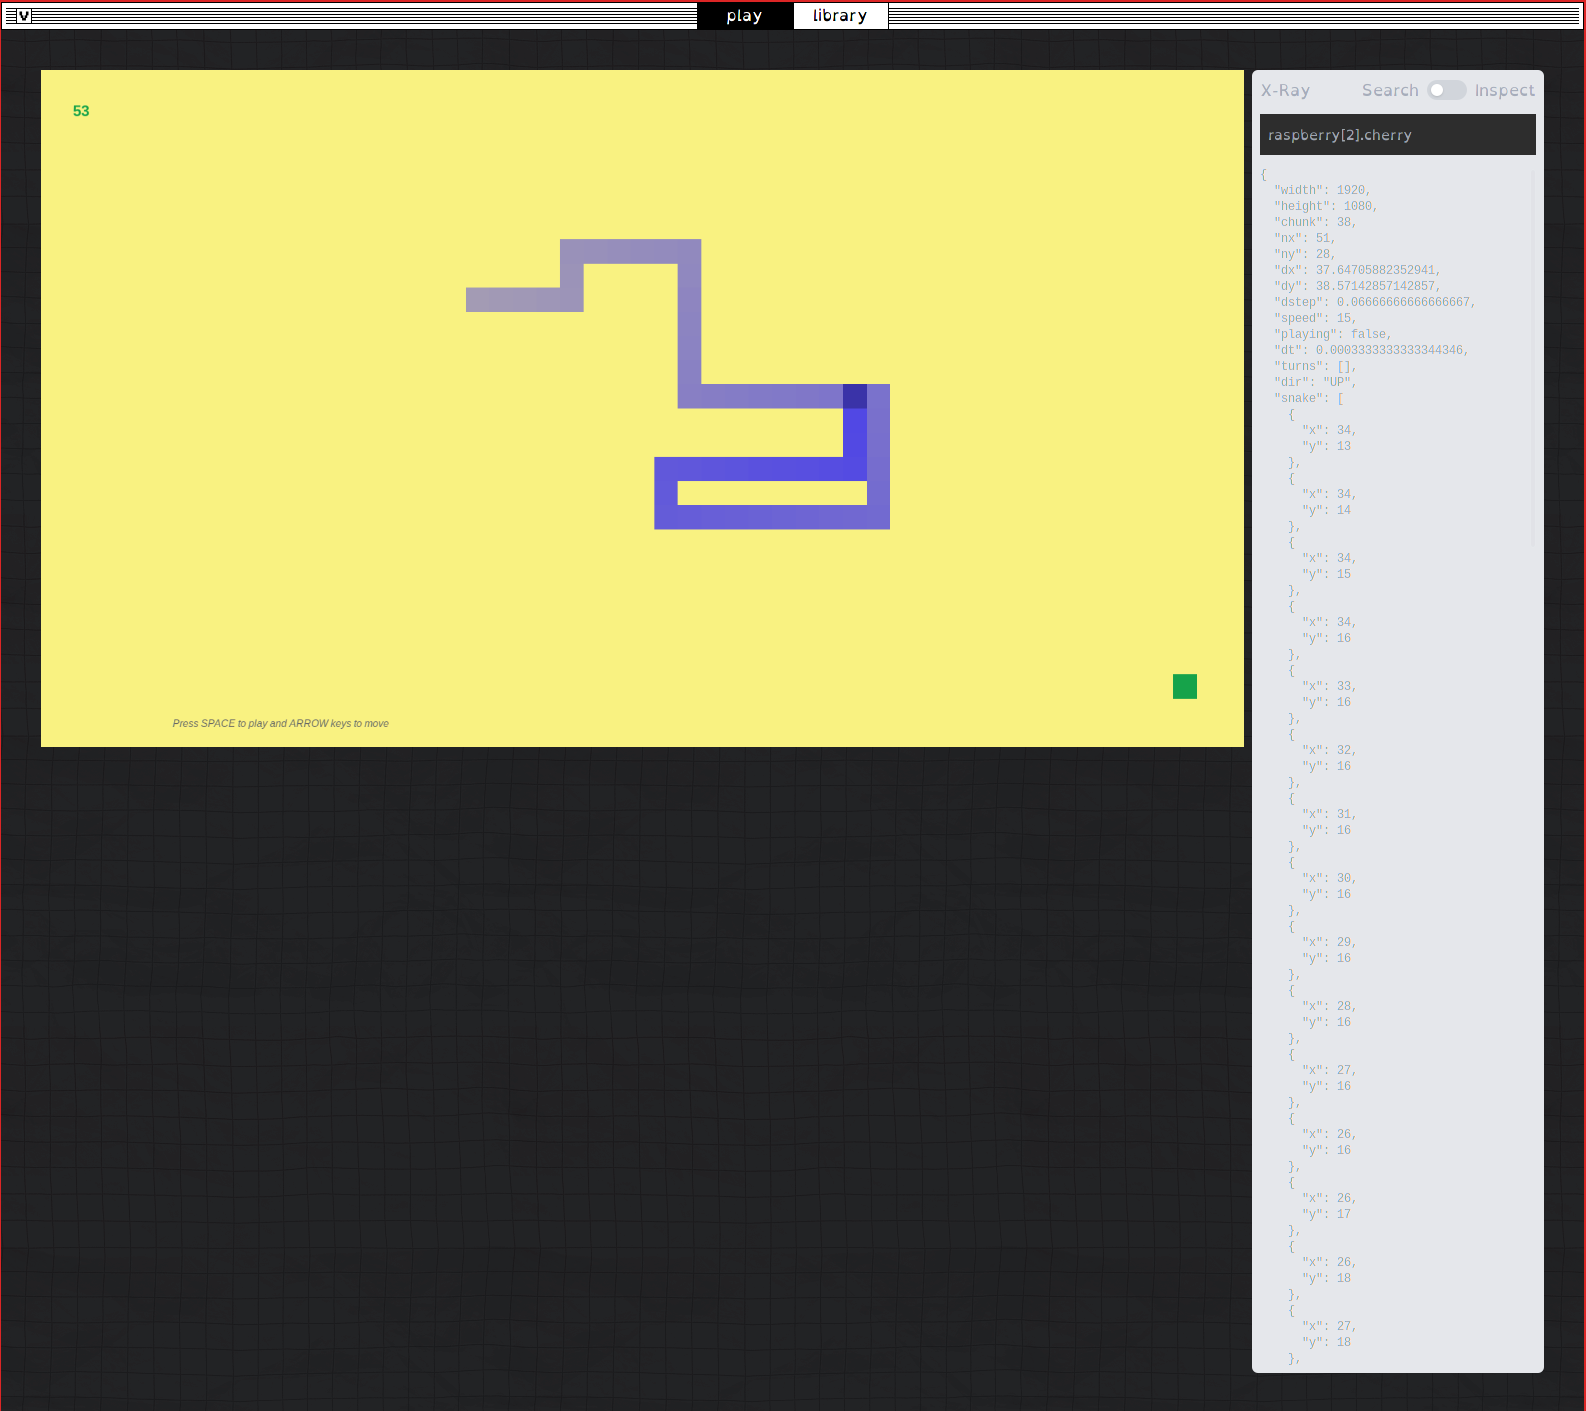 V
play
library
53
Press SPACE to play and ARROW keys to move
X-Ray
Search
Inspect
raspberry[2].cherry
{
"width": 1920,
"height": 1080,
"chunk": 38,
"nx": 51,
"ny": 28,
"dx": 37.64705882352941,
"dy": 38.57142857142857,
"dstep": 0.06666666666666667,
"speed": 15,
"playing": false,
"dt": 0.0003333333333344346,
"turns": [],
"dir": "UP",
"snake": [
{
"x": 34,
"y": 13
},
{
"x": 34,
"y": 14
},
{
"x": 34,
"y": 15
},
{
"x": 34,
"y": 16
},
{
"x": 33,
"y": 16
},
{
"x": 32,
"y": 16
},
{
"x": 31,
"y": 16
},
{
"x": 30,
"y": 16
},
{
"x": 29,
"y": 16
},
{
"x": 28,
"y": 16
},
{
"x": 27,
"y": 16
},
{
"x": 26,
"y": 16
},
{
"x": 26,
"y": 17
},
{
"x": 26,
"y": 18
},
{
"x": 27,
"y": 18
},